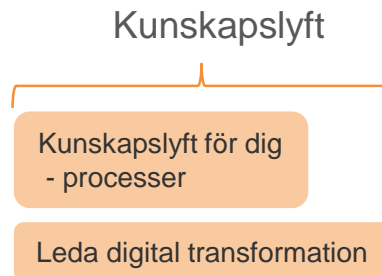 Kunskapslyft
Kunskapslyft för dig
- processer
Leda digital transformation